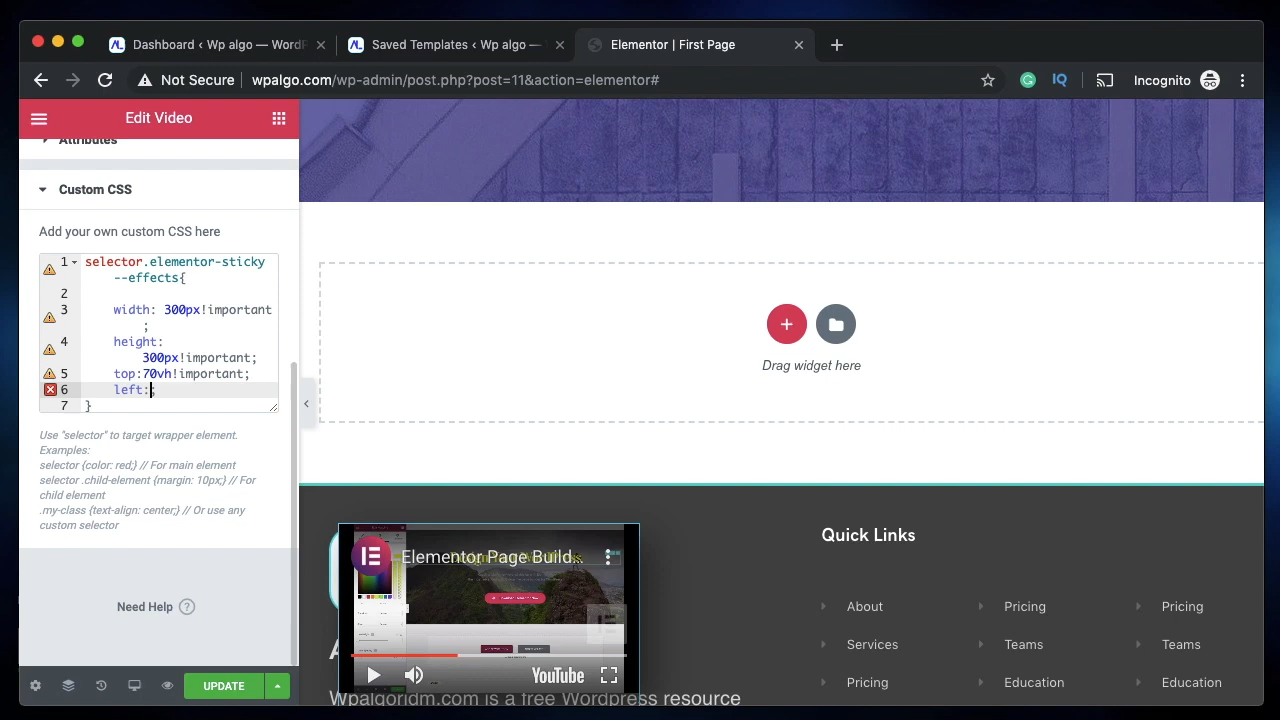 Dashboard ‹ Wp algo — WordP
Saved Templates ‹ Wp algo —
Elementor | First Page
Not Secure
wpalgo.com/wp-admin/post.php?post=11&action=elementor#
IQ
Incognito
Edit Video
Attributes
Custom CSS
Add your own custom CSS here
1 selector.elementor-sticky
--effects{
2
3 width: 300px!important
;
4 height:
300px!important;
5 top:70vh!important;
6 left:;
7 }
Use "selector" to target wrapper element.
Examples:
selector {color: red;} // For main element
selector .child-element {margin: 10px;} // For
child element
.my-class {text-align: center;} // Or use any
custom selector
Need Help ?
UPDATE
Drag widget here
Elementor Page Build...
YouTube
Wpalgoridm.com is a free Wordpress resource
Quick Links
About
Pricing
Pricing
Services
Teams
Teams
Pricing
Education
Education